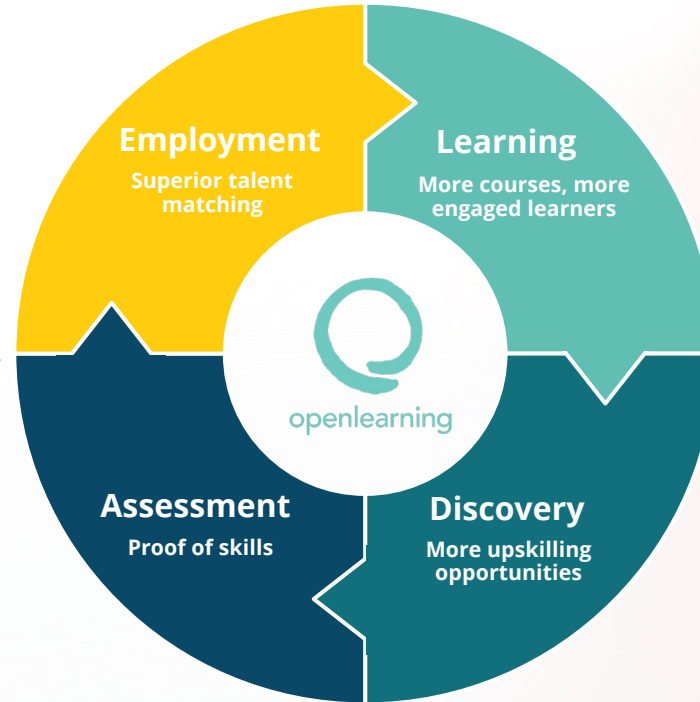 Employment
Superior talent
matching
Learning
More courses, more
engaged learners
openlearning
Assessment
Proof of skills
Discovery
More upskilling
opportunities